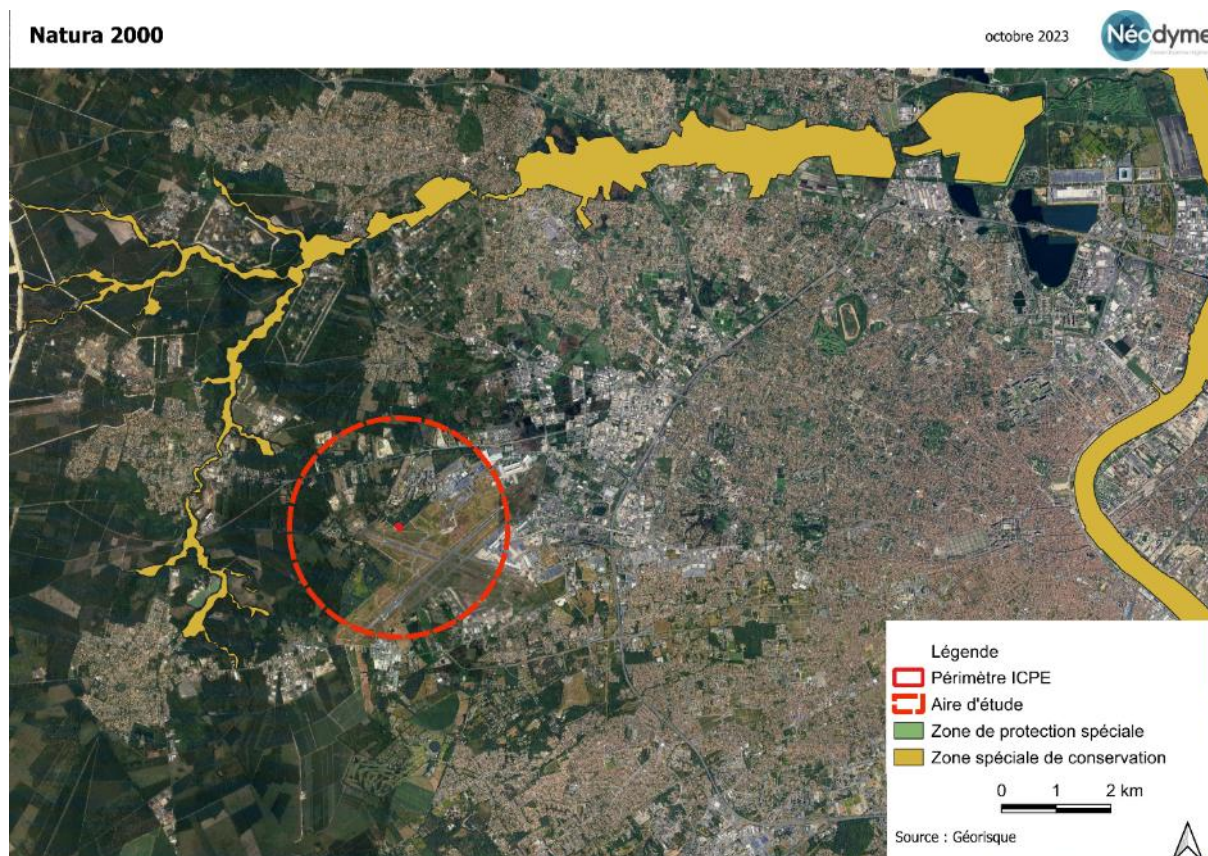 Natura 2000
octobre 2023
Néodyme
Légende
Périmètre ICPE
Aire d'étude
Zone de protection spéciale
Zone spéciale de conservation
0 1 2 km
Source : Géorisque